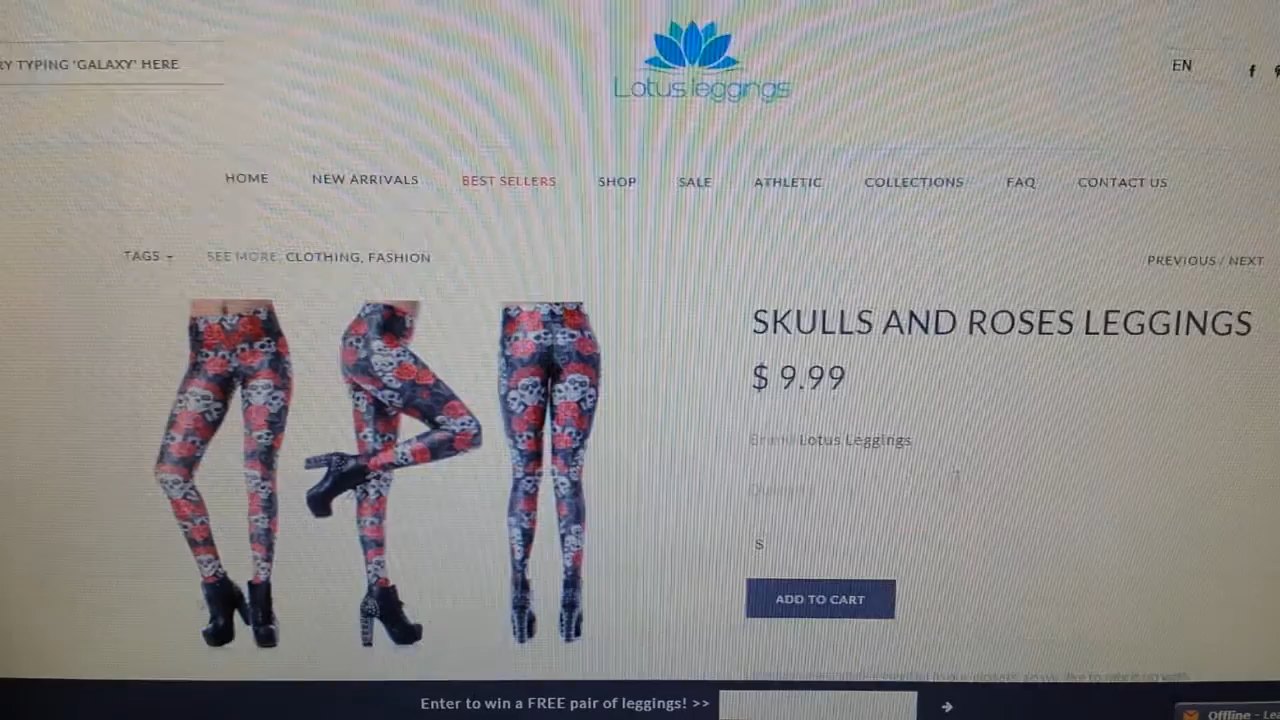 RY TYPING 'GALAXY' HERE
Lotus leggings
EN
HOME NEW ARRIVALS BEST SELLERS SHOP SALE ATHLETIC COLLECTIONS FAQ CONTACT US
TAGS SEE MORE: CLOTHING, FASHION
PREVIOUS / NEXT
SKULLS AND ROSES LEGGINGS
$ 9.99
Brand Lotus Leggings
S
ADD TO CART
Enter to win a FREE pair of leggings! >>
Offline - Lea